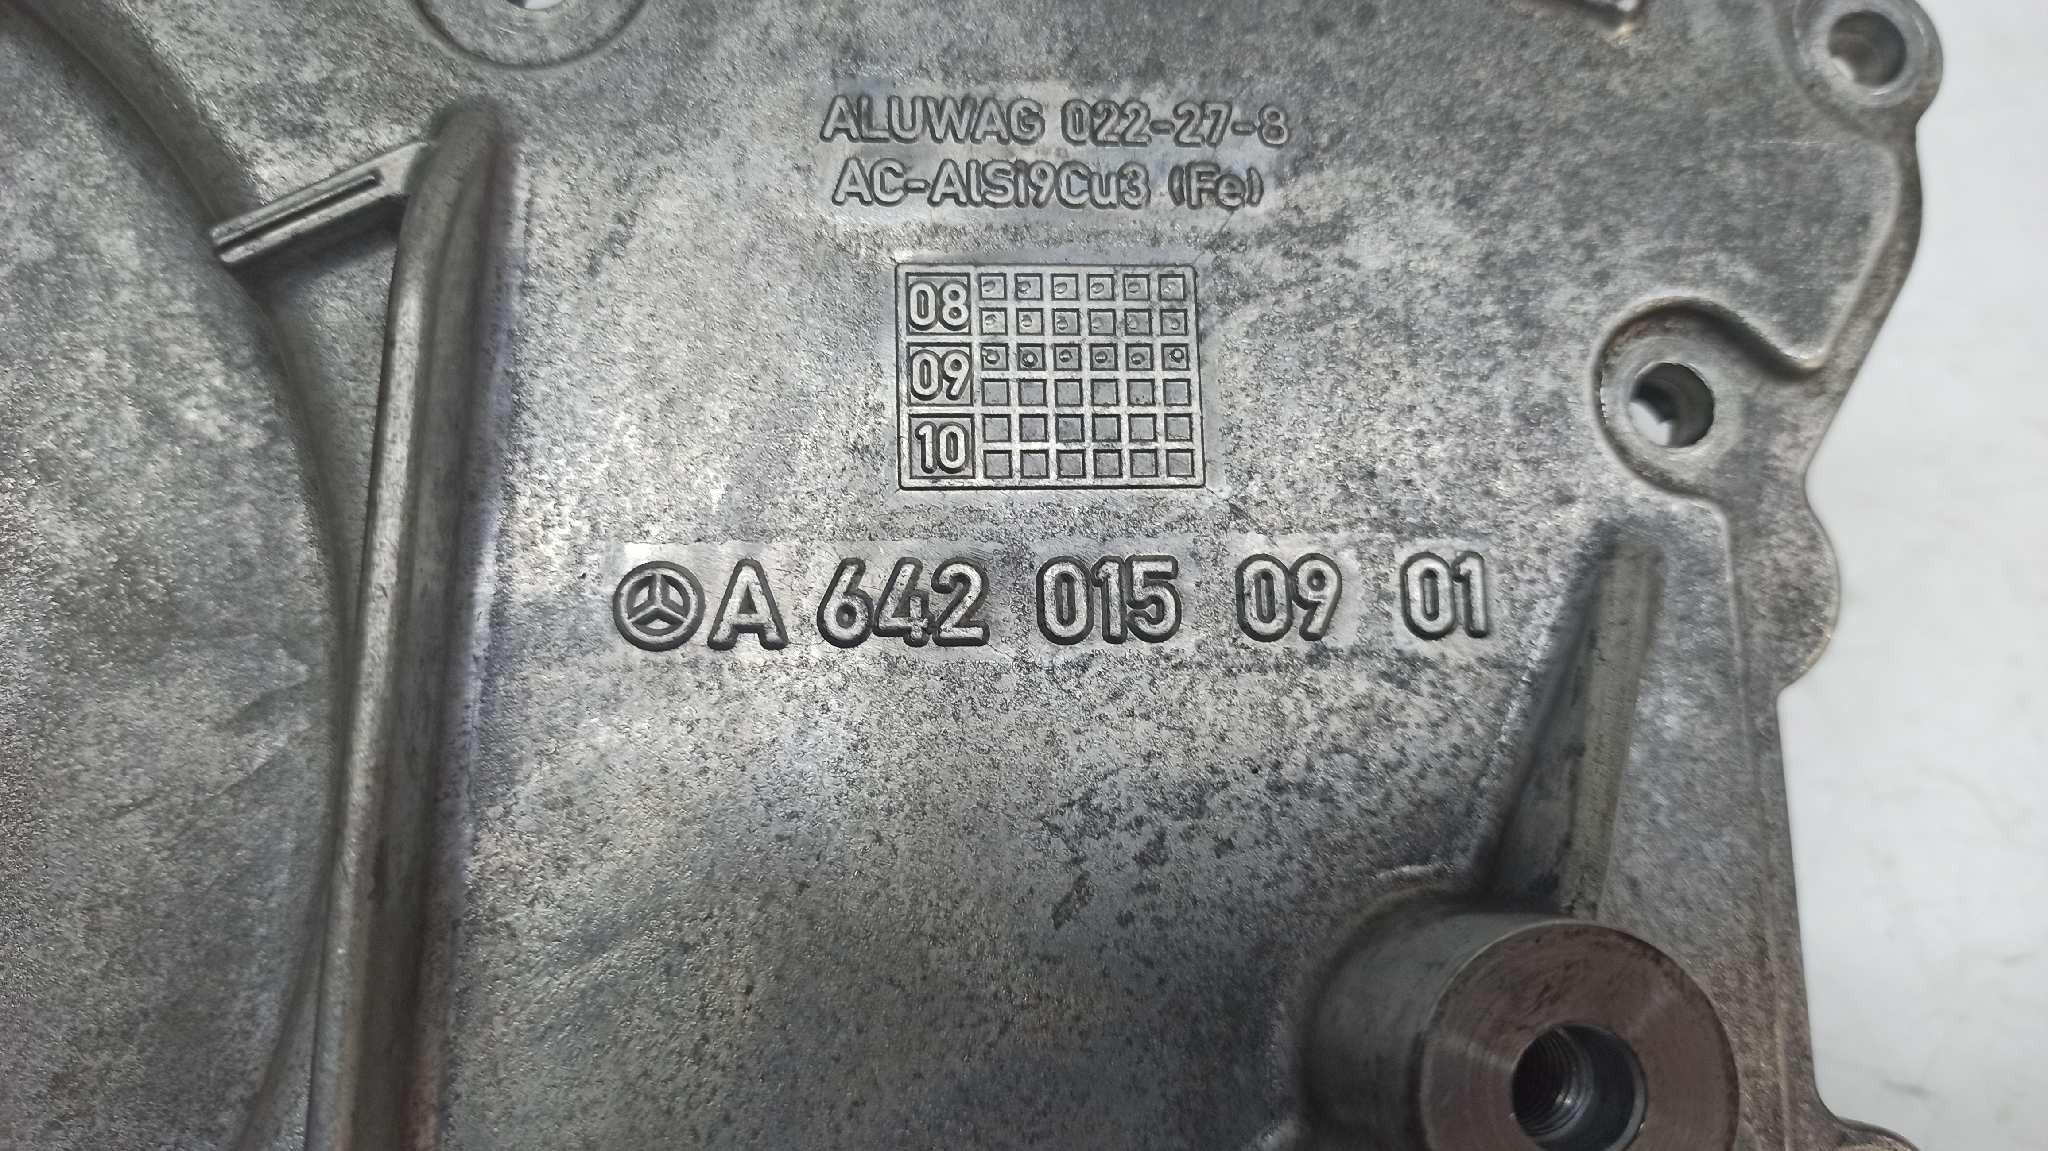 ALUWAG 022-27-8
AC-AlSi9Cu3 (Fe)
08
09
10
A 642 015 09 01